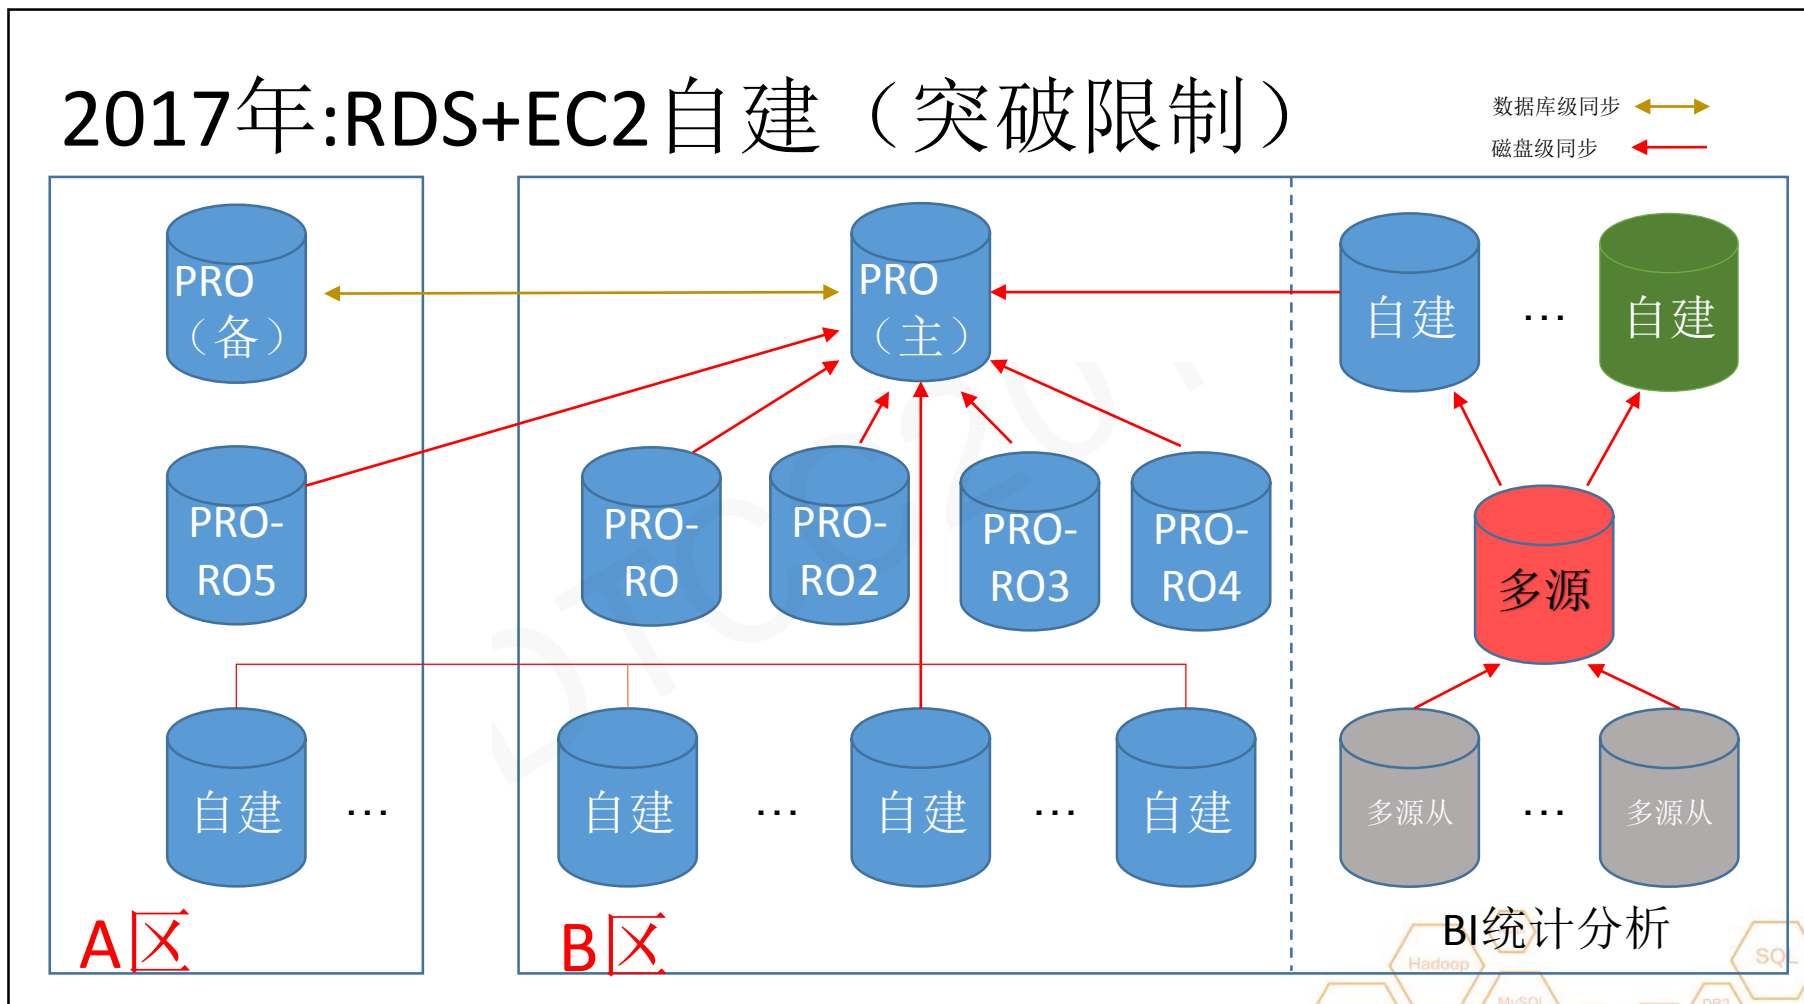 2017年:RDS+EC2自建（突破限制）
数据库级同步
磁盘级同步
PRO
（备）
PRO
（主）
自建
...
自建
PRO-
RO5
PRO-
RO
PRO-
RO2
PRO-
RO3
PRO-
RO4
多源
自建
...
自建
...
自建
...
自建
多源从
...
多源从
A区
B区
BI统计分析
Hadoop
SQL
MySQL
DB2